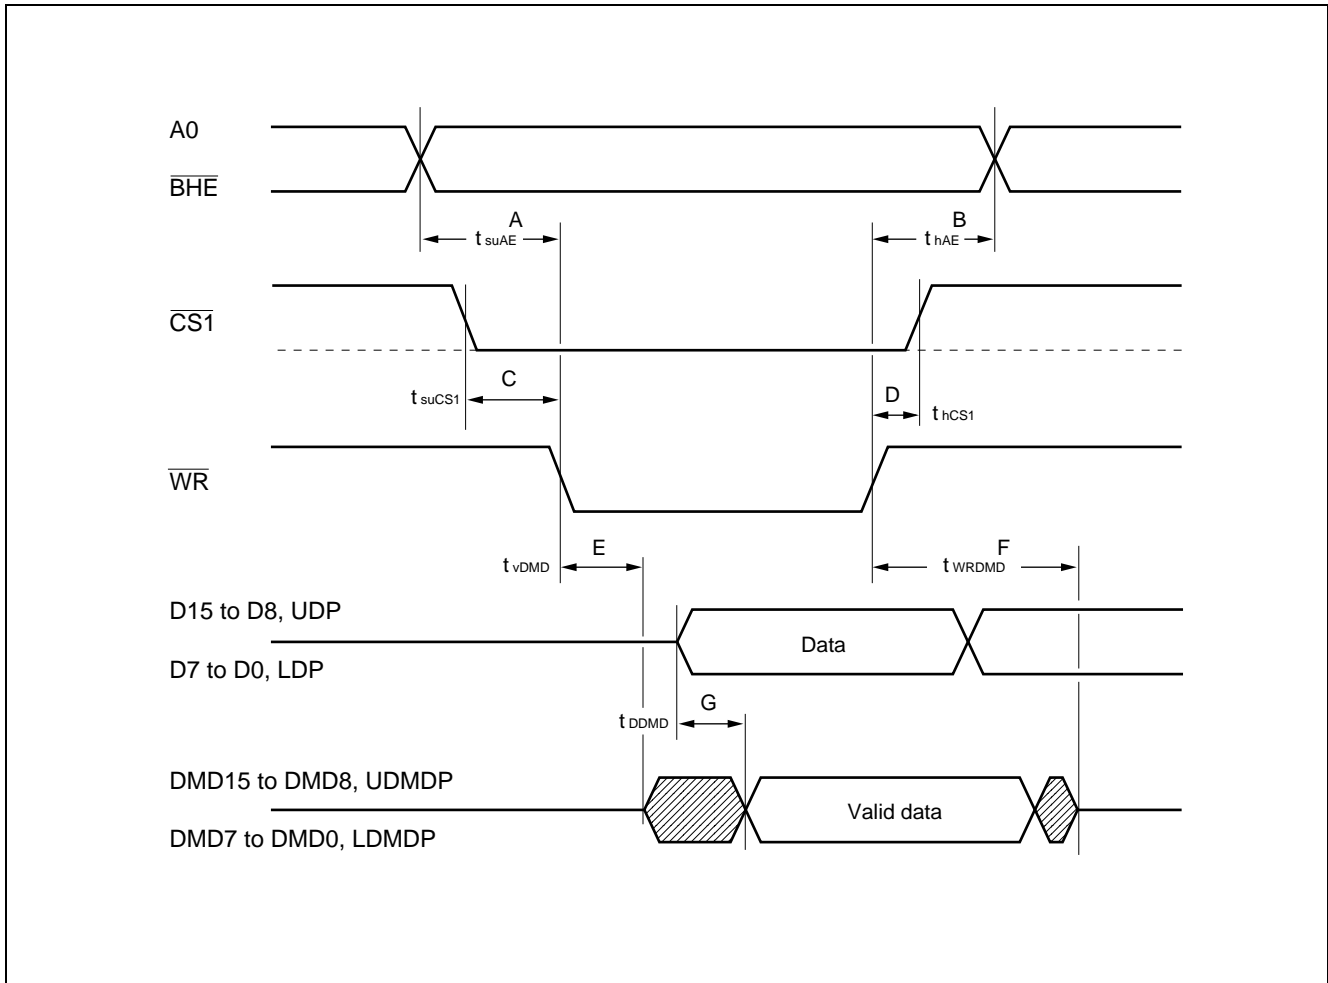 A0
BHE
A
t suAE
B
t hAE
CS1
C
t suCS1
D
t hCS1
WR
E
t vDMD
F
t WRDMD
D15 to D8, UDP
Data
D7 to D0, LDP
G
t DDMD
DMD15 to DMD8, UDMDP
Valid data
DMD7 to DMD0, LDMDP